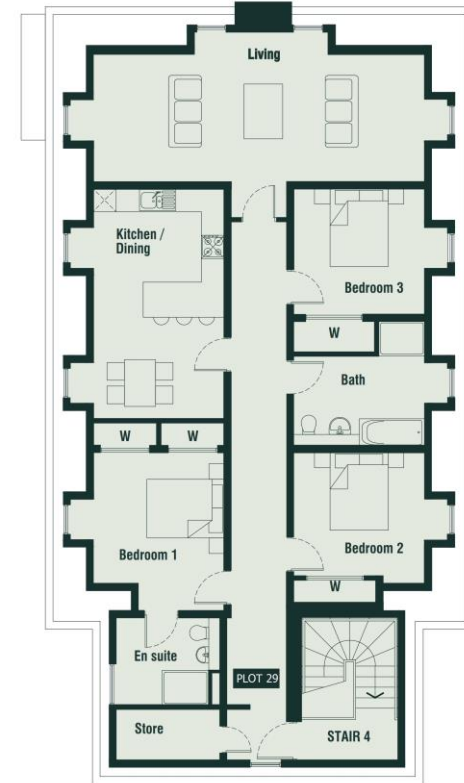 Living
Kitchen /
Dining
Bedroom 3
W
Bath
W
W
Bedroom 1
Bedroom 2
W
En suite
PLOT 29
Store
STAIR 4